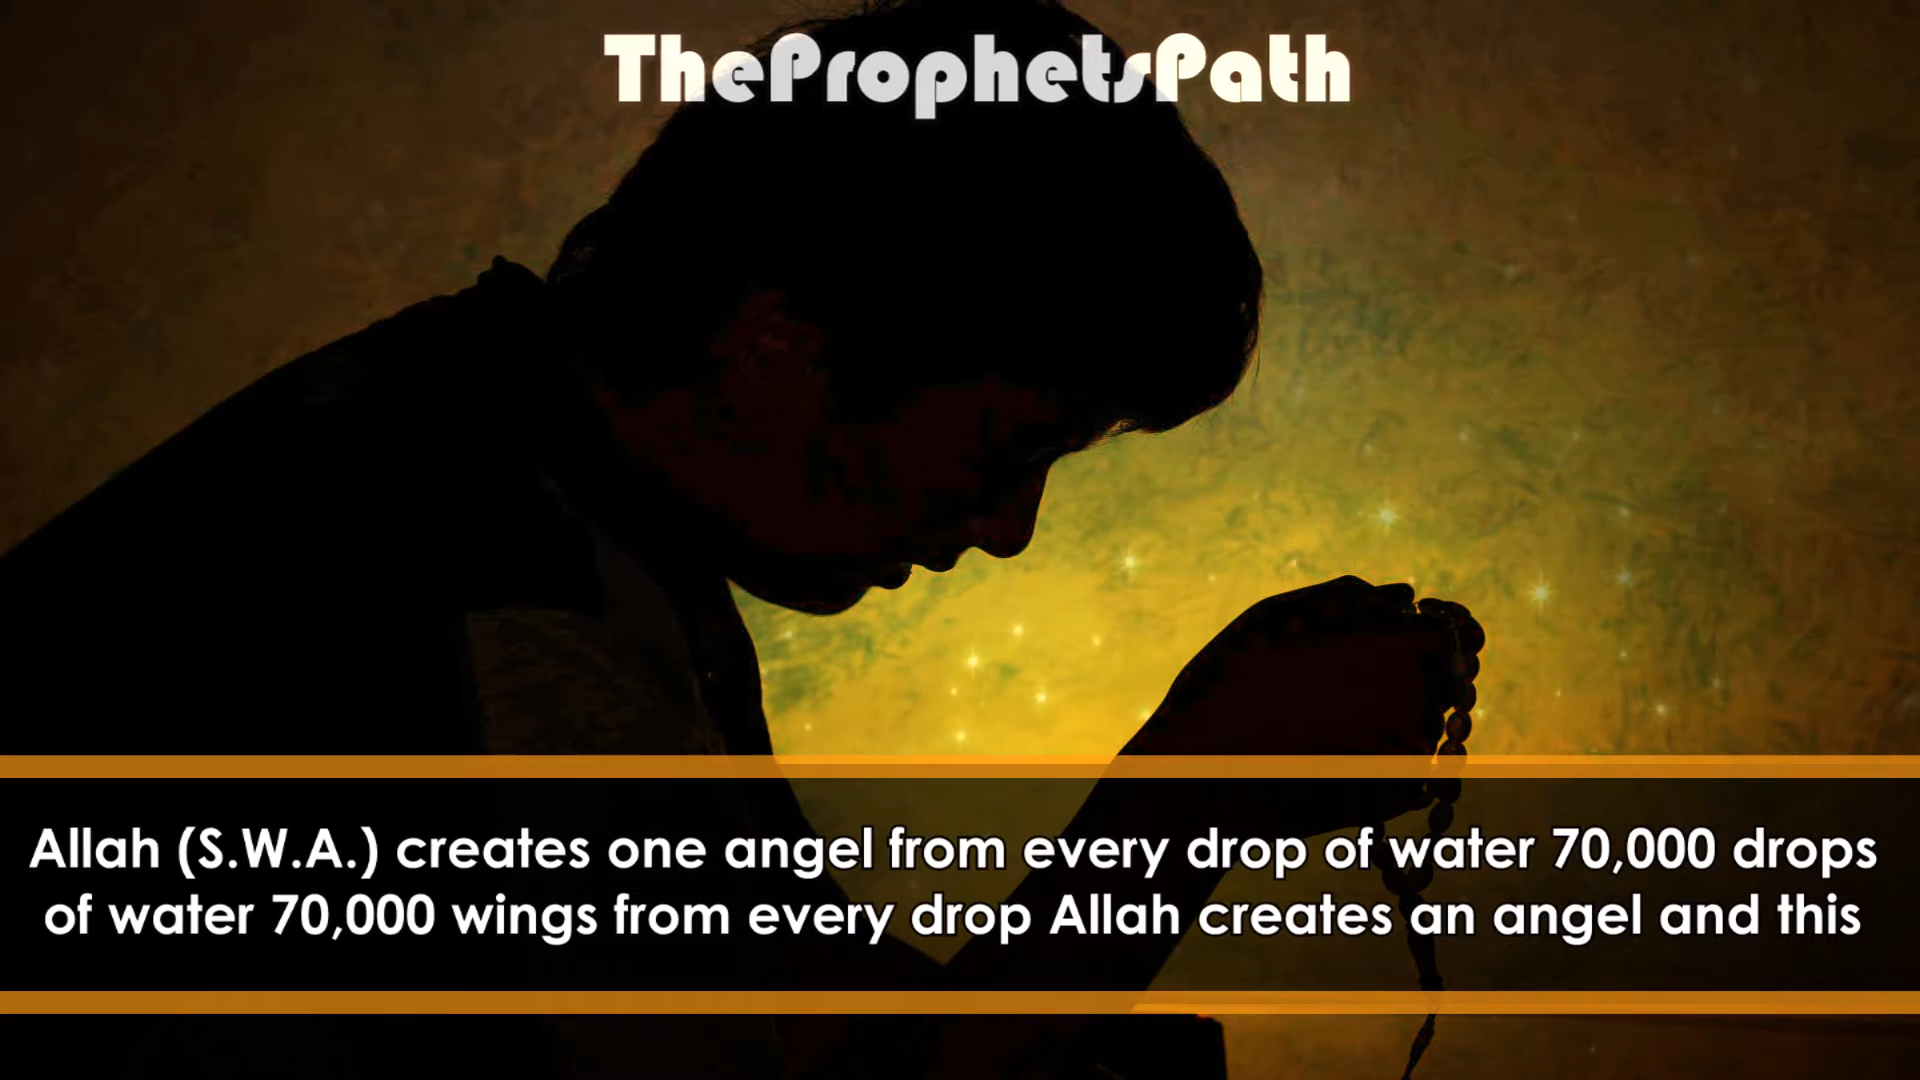 TheProphetsPath
Allah (S.W.A.) creates one angel from every drop of water 70,000 drops
of water 70,000 wings from every drop Allah creates an angel and this